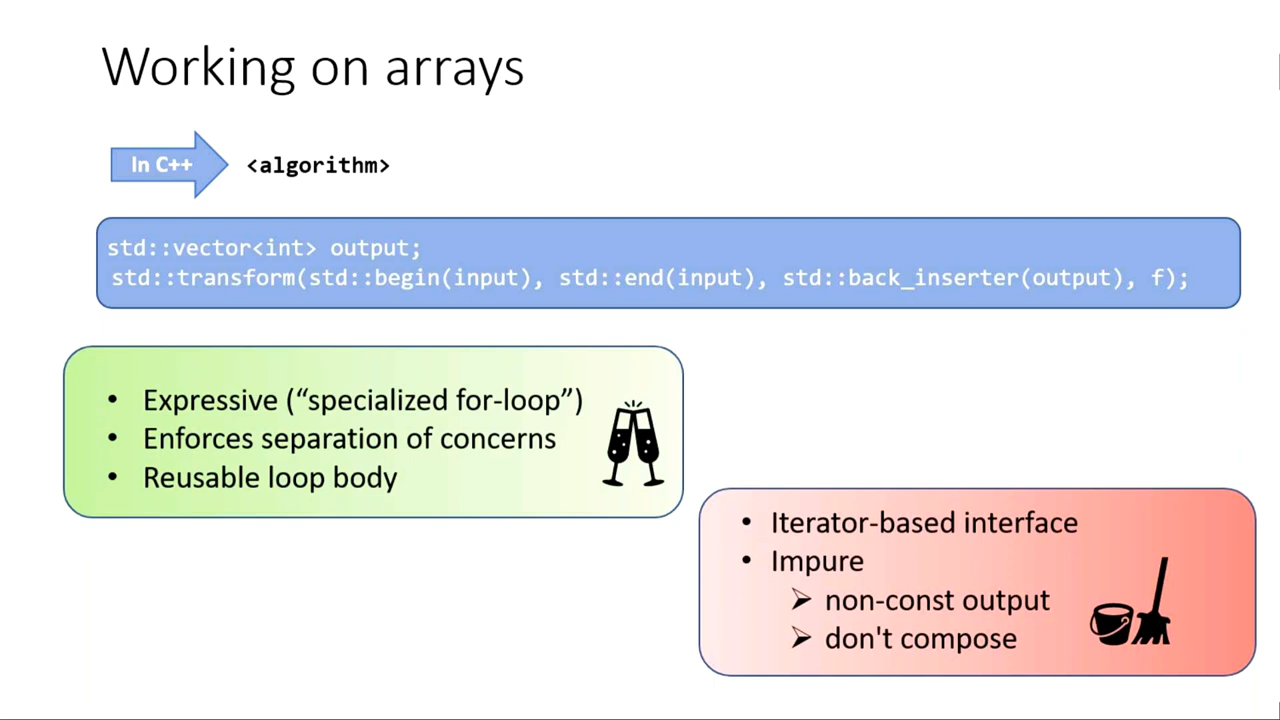 Working on arrays
In C++
<algorithm>
std::vector<int> output;
std::transform(std::begin(input), std::end(input), std::back_inserter(output), f);
• Expressive (“specialized for-loop”)
• Enforces separation of concerns
• Reusable loop body
• Iterator-based interface
• Impure
➢ non-const output
➢ don't compose